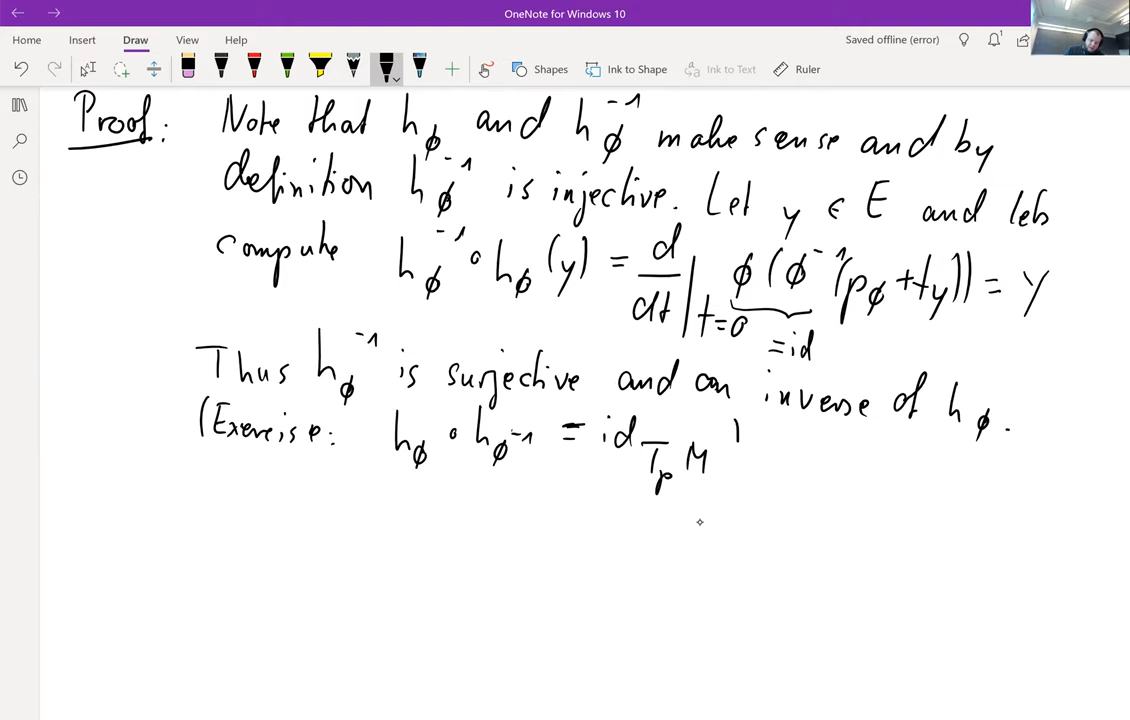 OneNote for Windows 10
Home Insert Draw View Help Saved offline (error) 1
Shapes Ink to Shape Ink to Text Ruler
Proof: Note that h_ϕ and h_ϕ^{-1} make sense and by
definition h_ϕ^{-1} is injective. Let y ∈ E and lets
compute h_ϕ^{-1} ∘ h_ϕ (y) = d/dt |_{t=0} ϕ(ϕ^{-1}(p_ϕ + ty)) = y
= id
Thus h_ϕ^{-1} is surjective and an inverse of h_ϕ.
(Exercise: h_ϕ ∘ h_ϕ^{-1} = id_{T_p M})